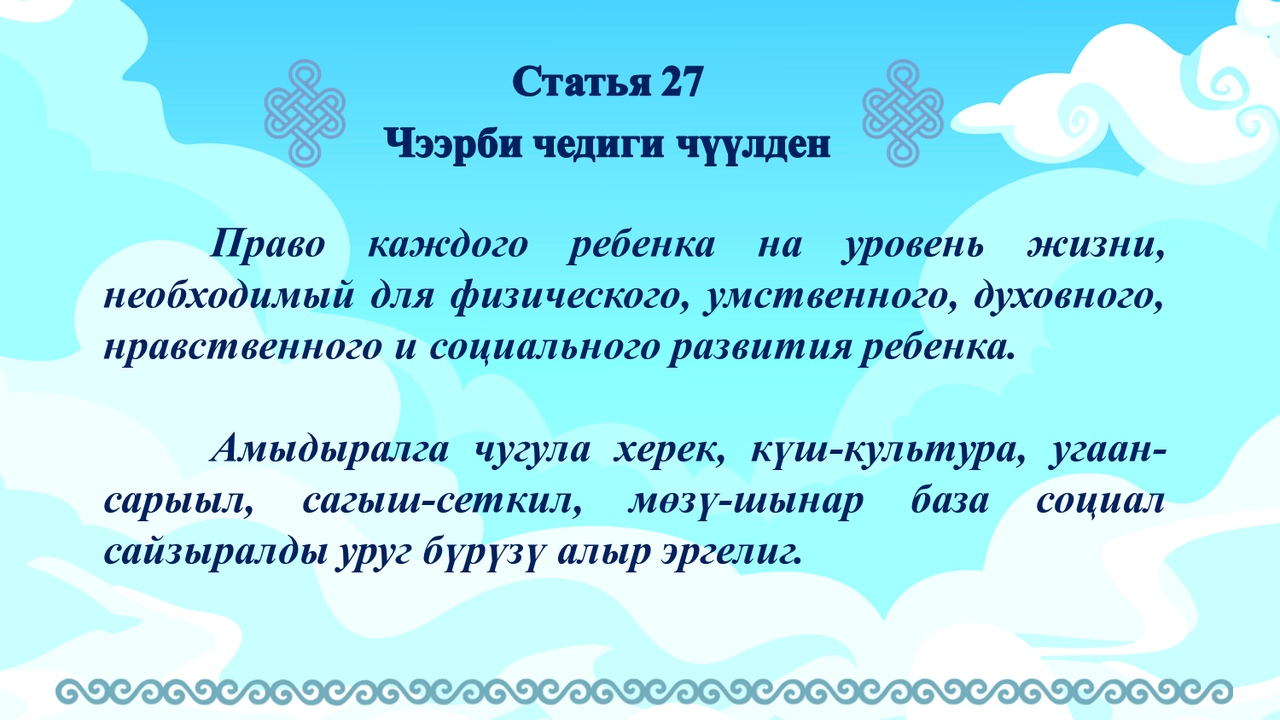 Статья 27
Чээрби чедиги чүүлден
Право каждого ребенка на уровень жизни,
необходимый для физического, умственного, духовного,
нравственного и социального развития ребенка.
Амыдыралга чугула херек, күш-культура, угаан-
сарыыл, сагыш-сеткил, мөзү-шынар база социал
сайзыралды уруг бүрүзү алыр эргелиг.